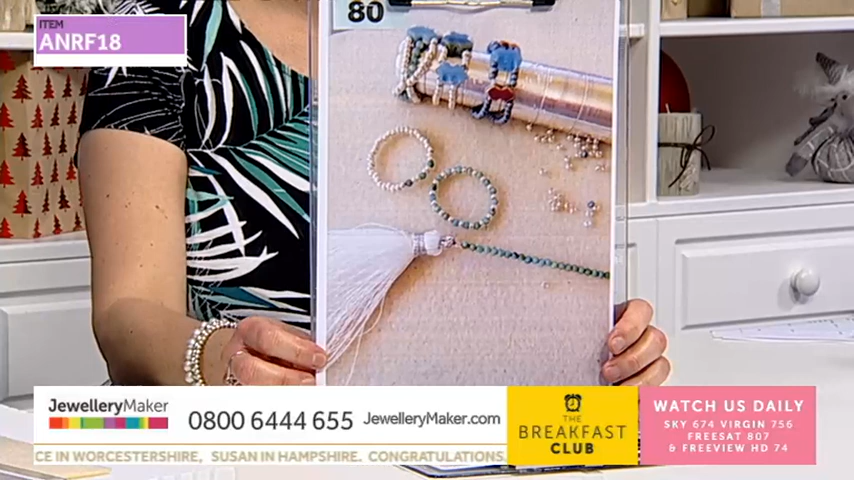 ITEM
ANRF18
80
JewelleryMaker
0800 6444 655
JewelleryMaker.com
THE
BREAKFAST
CLUB
WATCH US DAILY
SKY 674 VIRGIN 756
FREESAT 807
& FREEVIEW HD 74
CE IN WORCESTERSHIRE, SUSAN IN HAMPSHIRE. CONGRATULATIONS.